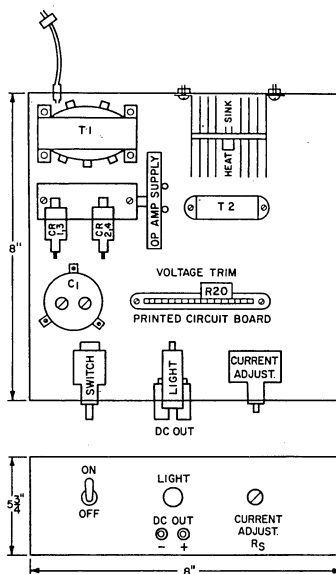 T1
HEAT SINK
CR 1,3
CR 2,4
OP AMP SUPPLY
T2
8"
C1
VOLTAGE TRIM
R20
PRINTED CIRCUIT BOARD
SWITCH
LIGHT
CURRENT
ADJUST.
DC OUT
ON
OFF
LIGHT
DC OUT
- +
CURRENT
ADJUST.
RS
5 3/4"
8"